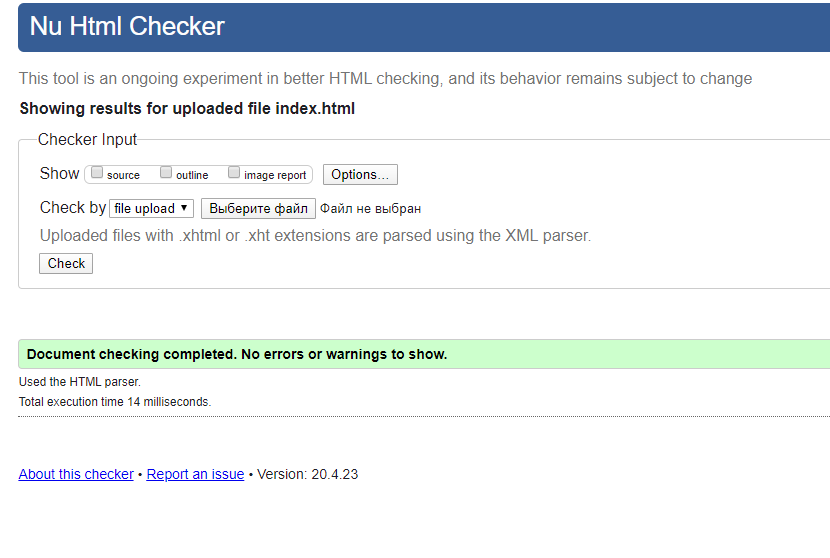 Nu Html Checker
This tool is an ongoing experiment in better HTML checking, and its behavior remains subject to change
Showing results for uploaded file index.html
Checker Input
Show source outline image report Options...
Check by file upload Выберите файл Файл не выбран
Uploaded files with .xhtml or .xht extensions are parsed using the XML parser.
Check
Document checking completed. No errors or warnings to show.
Used the HTML parser.
Total execution time 14 milliseconds.
About this checker • Report an issue • Version: 20.4.23